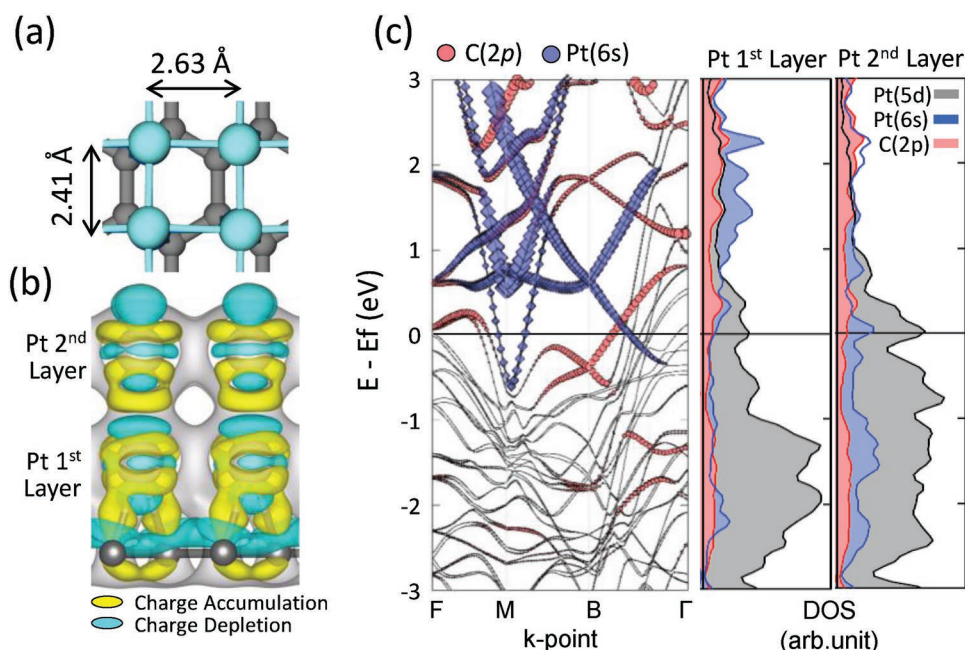 (a)
2.63 Å
2.41 Å
(b)
Pt 2nd
Layer
Pt 1st
Layer
Charge Accumulation
Charge Depletion
(c)
C(2p) Pt(6s)
E - Ef (eV)
3
2
1
0
-1
-2
-3
F M B Γ
k-point
Pt 1st Layer Pt 2nd Layer
Pt(5d)
Pt(6s)
C(2p)
DOS
(arb.unit)